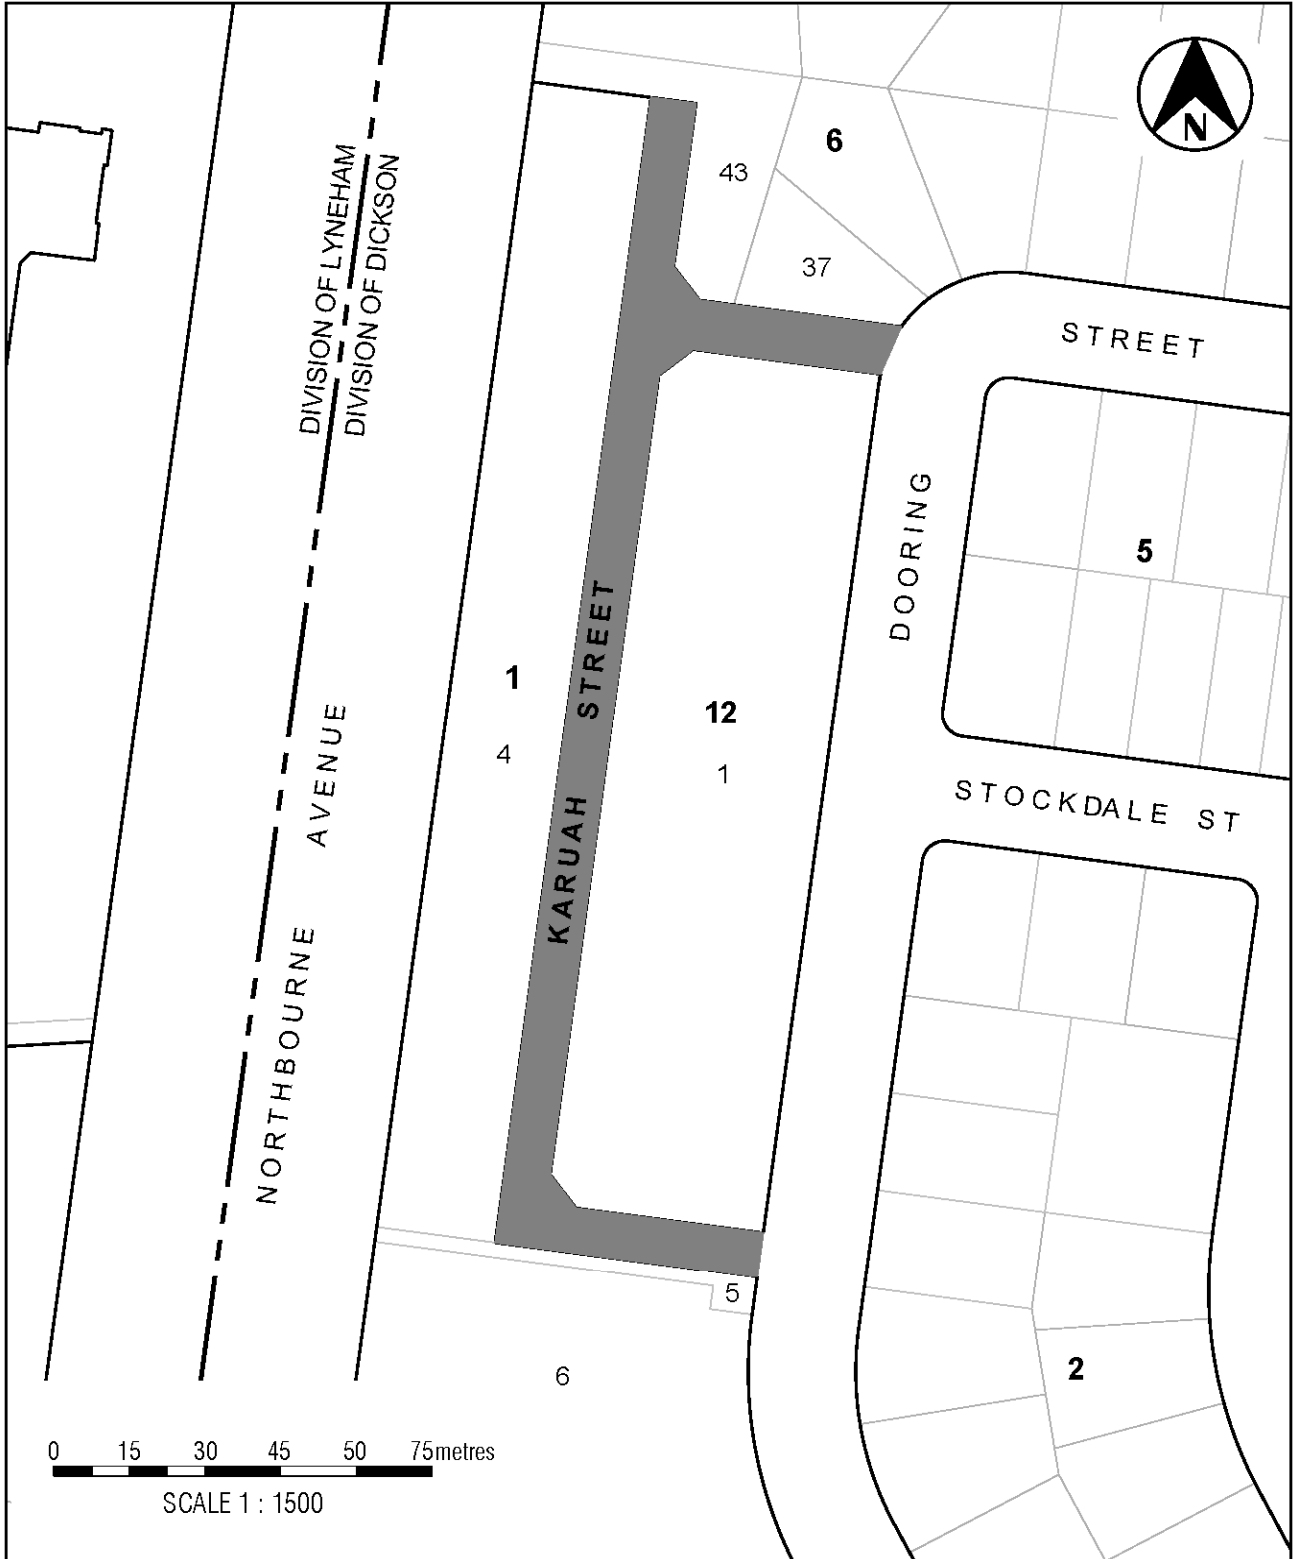 N
6
43
37
DIVISION OF LYNEHAM
DIVISION OF DICKSON
STREET
DOORING
5
KARUAH STREET
1
4
12
1
NORTHBOURNE AVENUE
STOCKDALE ST
5
6
2
0 15 30 45 50 75metres
SCALE 1 : 1500